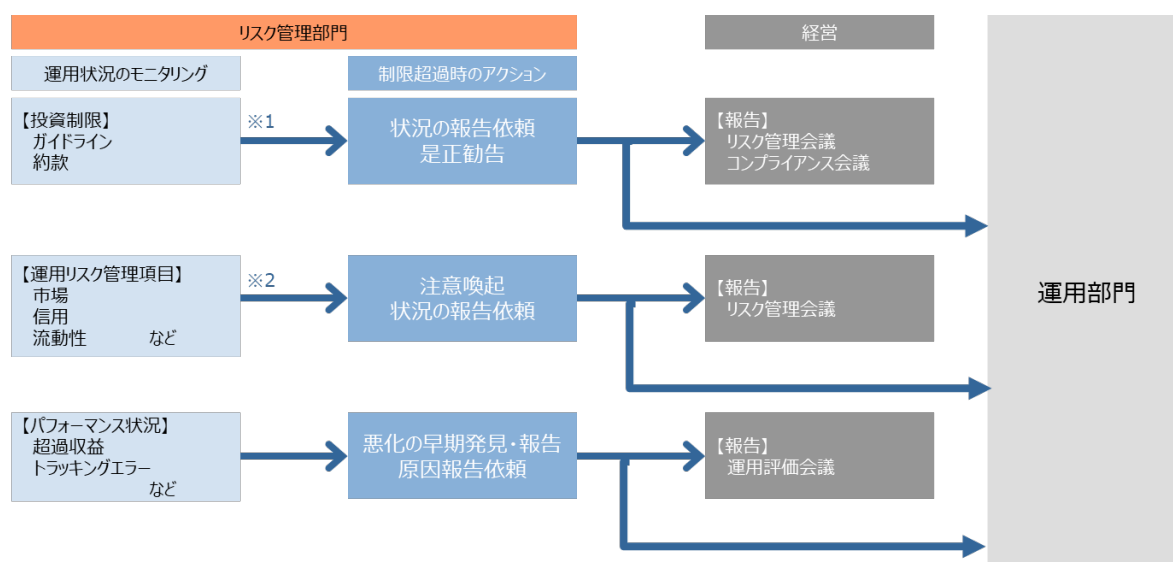 リスク管理部門
経営
運用状況のモニタリング
制限超過時のアクション
【投資制限】
ガイドライン
約款
※1
状況の報告依頼
是正勧告
【報告】
リスク管理会議
コンプライアンス会議
【運用リスク管理項目】
市場
信用
流動性 など
※2
注意喚起
状況の報告依頼
【報告】
リスク管理会議
運用部門
【パフォーマンス状況】
超過収益
トラッキングエラー
など
悪化の早期発見・報告
原因報告依頼
【報告】
運用評価会議